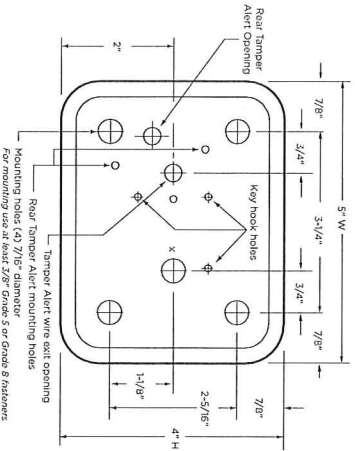 5" W
7/8"
3-1/4"
7/8"
3/4"
3/4"
Rear Tamper
Alert Opening
Key hook holes
2"
x
1-1/8"
2-5/16"
7/8"
4" H
Tamper Alert wire exit opening
Rear Tamper Alert mounting holes
Mounting holes (4) 7/16" diameter
For mounting use at least 3/8" Grade 5 or Grade 8 fasteners